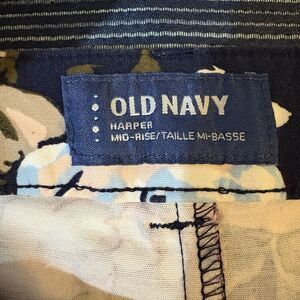 OLD NAVY
HARPER
MID-RISE/TAILLE MI-BASSE